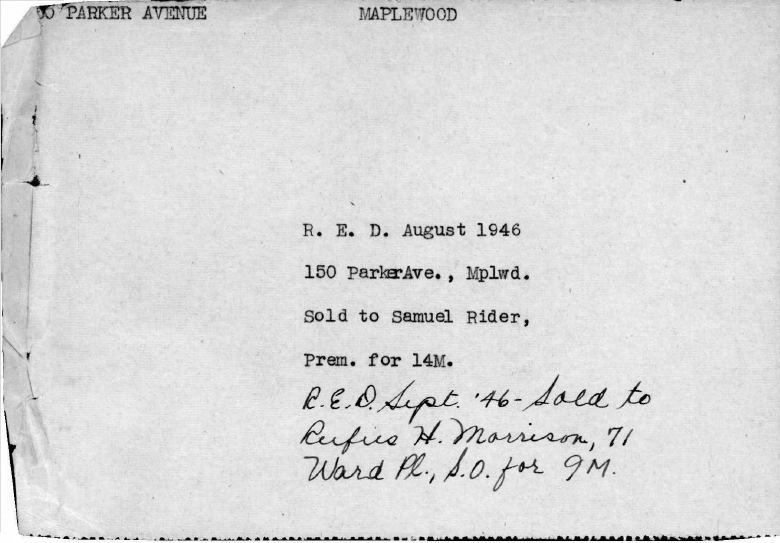 PARKER AVENUE MAPLEWOOD
R. E. D. August 1946
150 ParkerAve., Mplwd.
Sold to Samuel Rider,
Prem. for 14M.
R.E.D. Sept. '46 - Sold to
Rufus H. Morrison, 71
Ward Pl., S.O. for 9M.